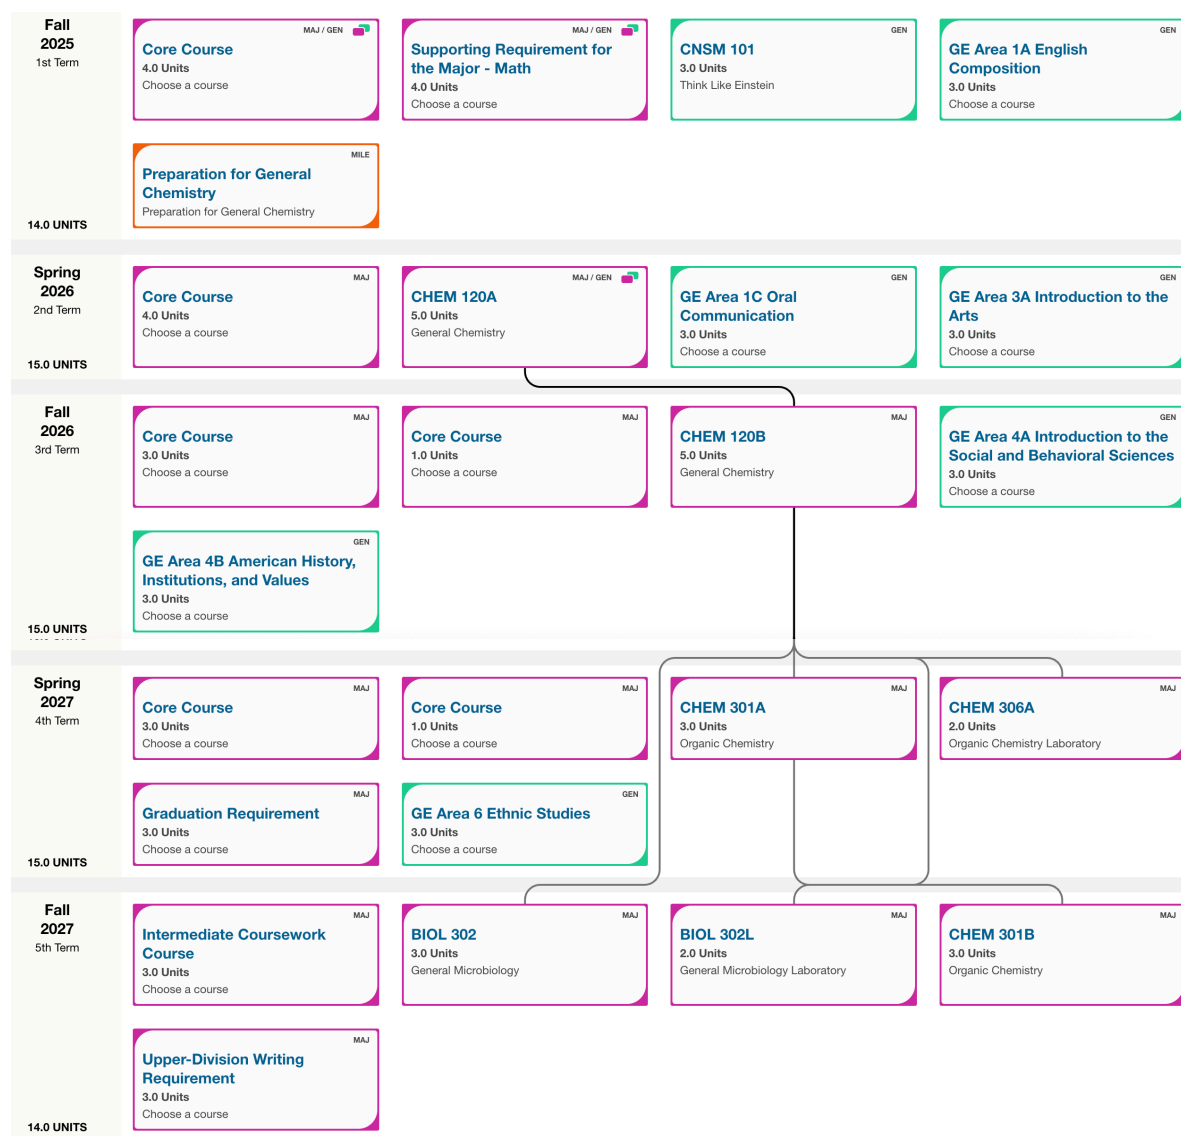 Fall
2025
1st Term
14.0 UNITS
MAJ / GEN
Core Course
4.0 Units
Choose a course
MAJ / GEN
Supporting Requirement for
the Major - Math
4.0 Units
Choose a course
GEN
CNSM 101
3.0 Units
Think Like Einstein
GEN
GE Area 1A English
Composition
3.0 Units
Choose a course
MILE
Preparation for General
Chemistry
Preparation for General Chemistry
Spring
2026
2nd Term
15.0 UNITS
MAJ
Core Course
4.0 Units
Choose a course
MAJ / GEN
CHEM 120A
5.0 Units
General Chemistry
GEN
GE Area 1C Oral
Communication
3.0 Units
Choose a course
GEN
GE Area 3A Introduction to the
Arts
3.0 Units
Choose a course
Fall
2026
3rd Term
15.0 UNITS
MAJ
Core Course
3.0 Units
Choose a course
MAJ
Core Course
1.0 Units
Choose a course
MAJ
CHEM 120B
5.0 Units
General Chemistry
GEN
GE Area 4A Introduction to the
Social and Behavioral Sciences
3.0 Units
Choose a course
GEN
GE Area 4B American History,
Institutions, and Values
3.0 Units
Choose a course
Spring
2027
4th Term
15.0 UNITS
MAJ
Core Course
3.0 Units
Choose a course
MAJ
Core Course
1.0 Units
Choose a course
MAJ
CHEM 301A
3.0 Units
Organic Chemistry
MAJ
CHEM 306A
2.0 Units
Organic Chemistry Laboratory
MAJ
Graduation Requirement
3.0 Units
Choose a course
GEN
GE Area 6 Ethnic Studies
3.0 Units
Choose a course
Fall
2027
5th Term
14.0 UNITS
MAJ
Intermediate Coursework
Course
3.0 Units
Choose a course
MAJ
BIOL 302
3.0 Units
General Microbiology
MAJ
BIOL 302L
2.0 Units
General Microbiology Laboratory
MAJ
CHEM 301B
3.0 Units
Organic Chemistry
MAJ
Upper-Division Writing
Requirement
3.0 Units
Choose a course